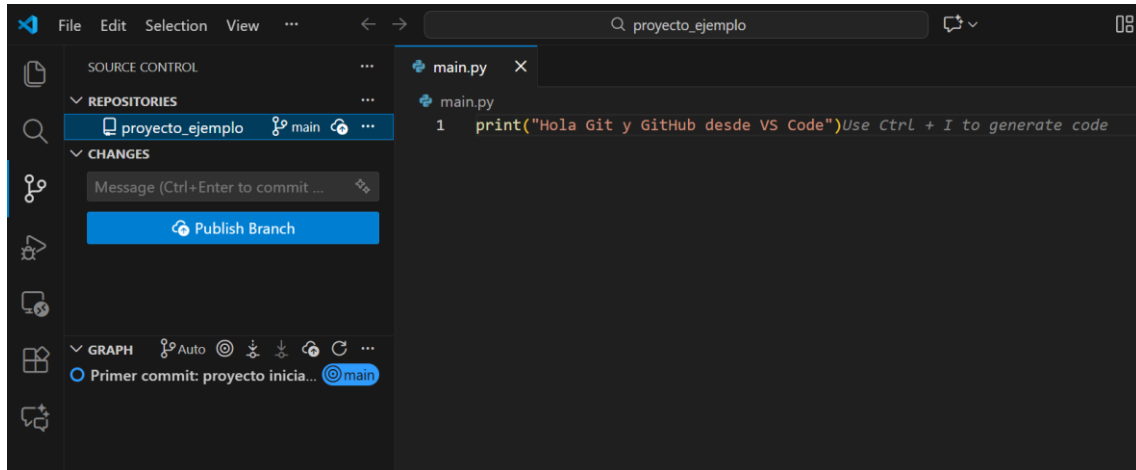 File Edit Selection View ... proyecto_ejemplo
SOURCE CONTROL ...
REPOSITORIES ...
proyecto_ejemplo main ...
CHANGES
Message (Ctrl+Enter to commit ...
Publish Branch
GRAPH Auto ...
Primer commit: proyecto inicia... main
main.py
main.py
1 print("Hola Git y GitHub desde VS Code")Use Ctrl + I to generate code